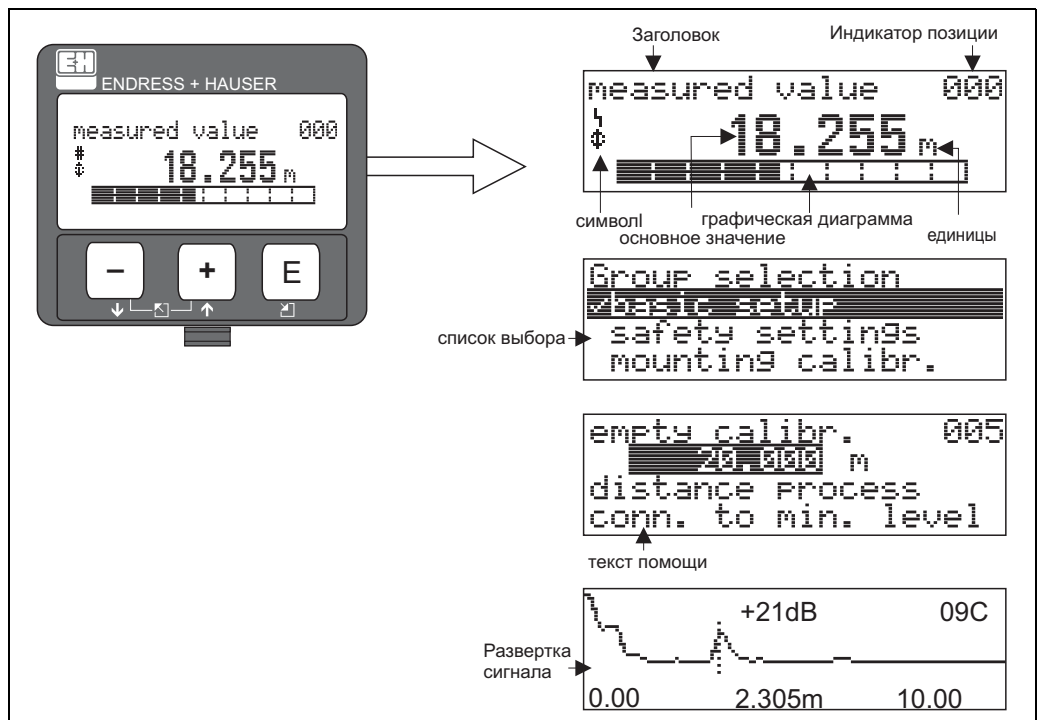 ENDRESS + HAUSER
measured value 000
#
18.255 m
−
+
E
Заголовок
Индикатор позиции
measured value 000
18.255 m
символl
графическая диаграмма
основное значение
единицы
Group selection
✓basic setup
список выбора
safety settings
mounting calibr.
empty calibr. 005
20.000 m
distance process
conn. to min. level
текст помощи
+21dB 09C
Развертка
сигнала
0.00 2.305m 10.00